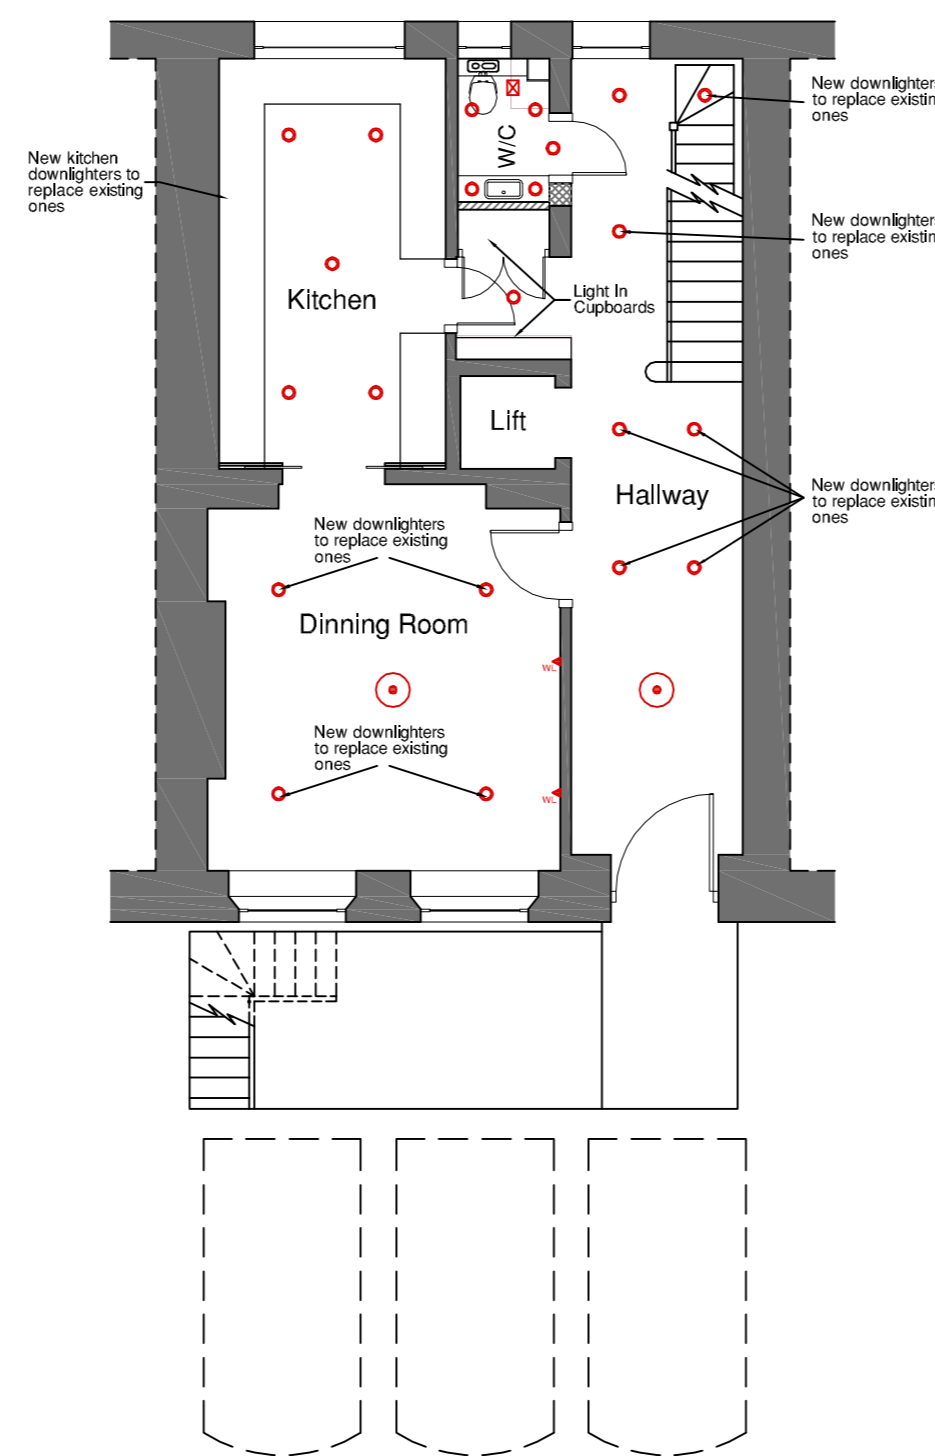 New downlighters
to replace existin
ones
New kitchen
downlighters to
replace existing
ones
W/C
New downlighters
to replace existin
ones
Kitchen
Light In
Cupboards
Lift
Hallway
New downlighters
to replace existin
ones
New downlighters
to replace existing
ones
Dinning Room
WL
New downlighters
to replace existing
ones
WL